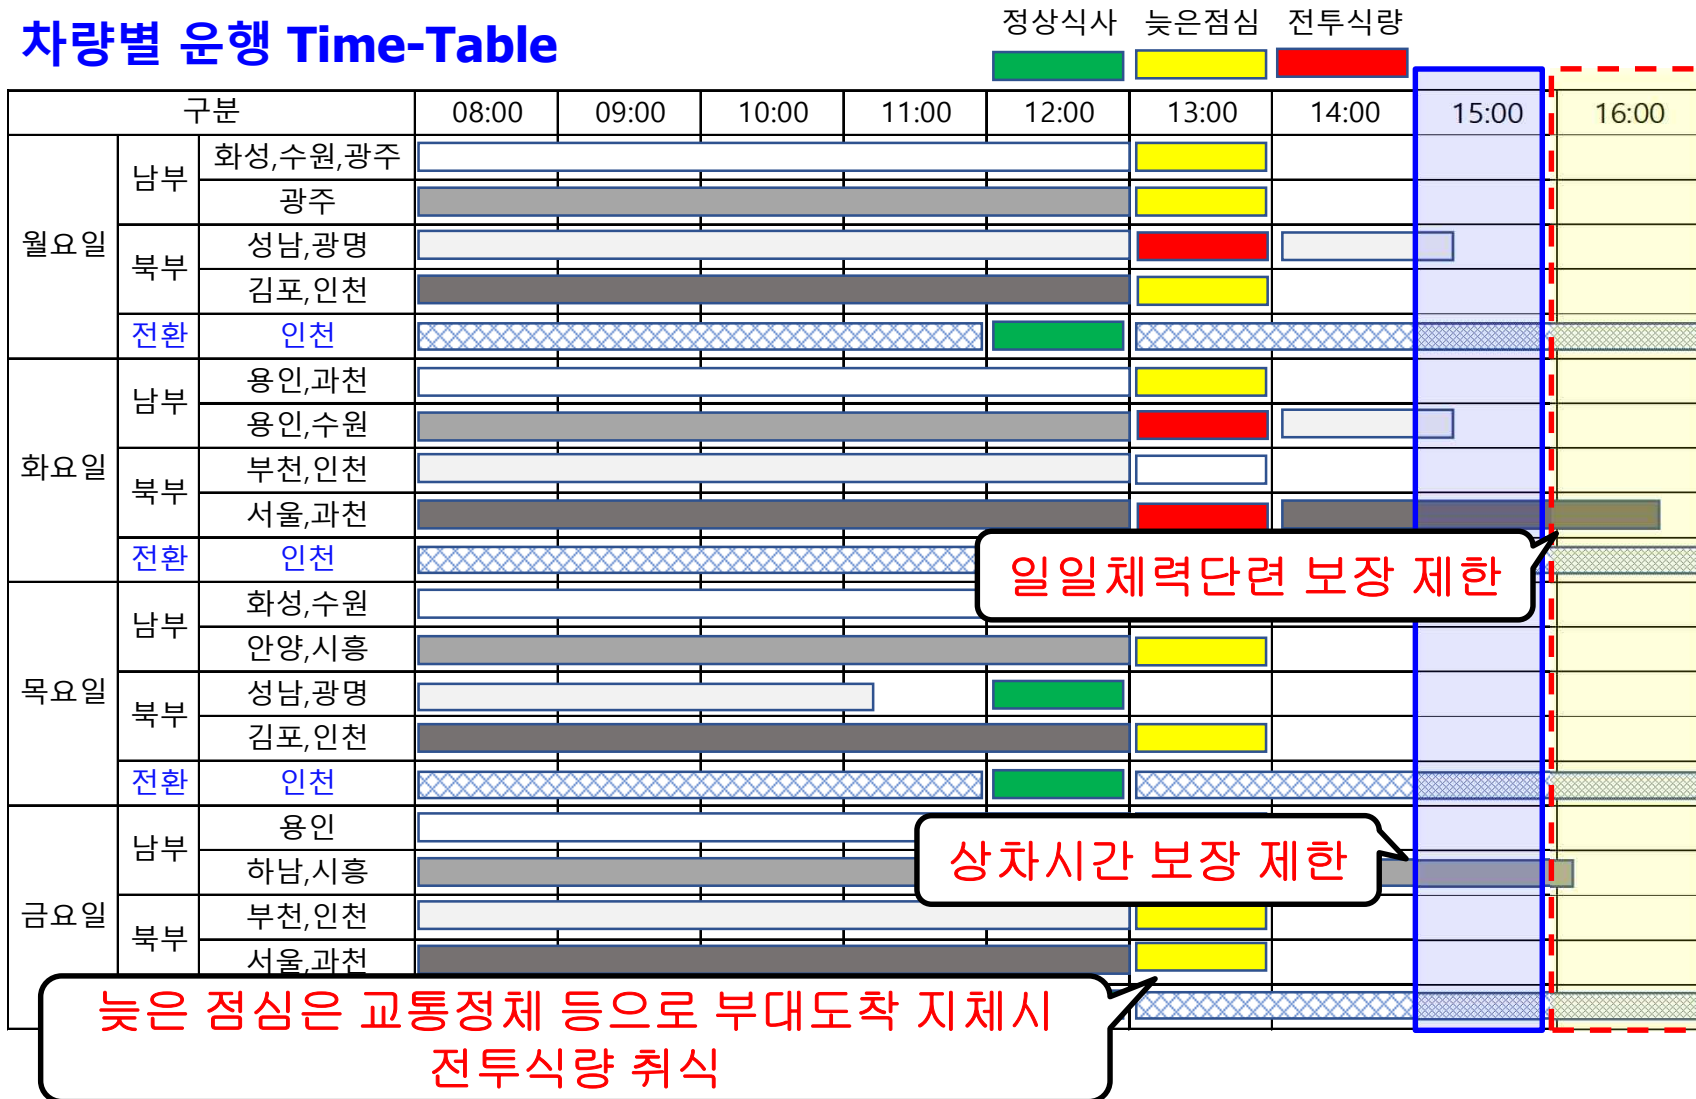 차량별 운행 Time-Table
정상식사 늦은점심 전투식량
구분 08:00 09:00 10:00 11:00 12:00 13:00 14:00 15:00 16:00
월요일
남부
화성,수원,광주
광주
북부
성남,광명
김포,인천
전환 인천
화요일
남부
용인,과천
용인,수원
북부
부천,인천
서울,과천
전환 인천
일일체력단련 보장 제한
목요일
남부
화성,수원
안양,시흥
북부
성남,광명
김포,인천
전환 인천
금요일
남부
용인
하남,시흥
상차시간 보장 제한
북부
부천,인천
서울,과천
늦은 점심은 교통정체 등으로 부대도착 지체시
전투식량 취식